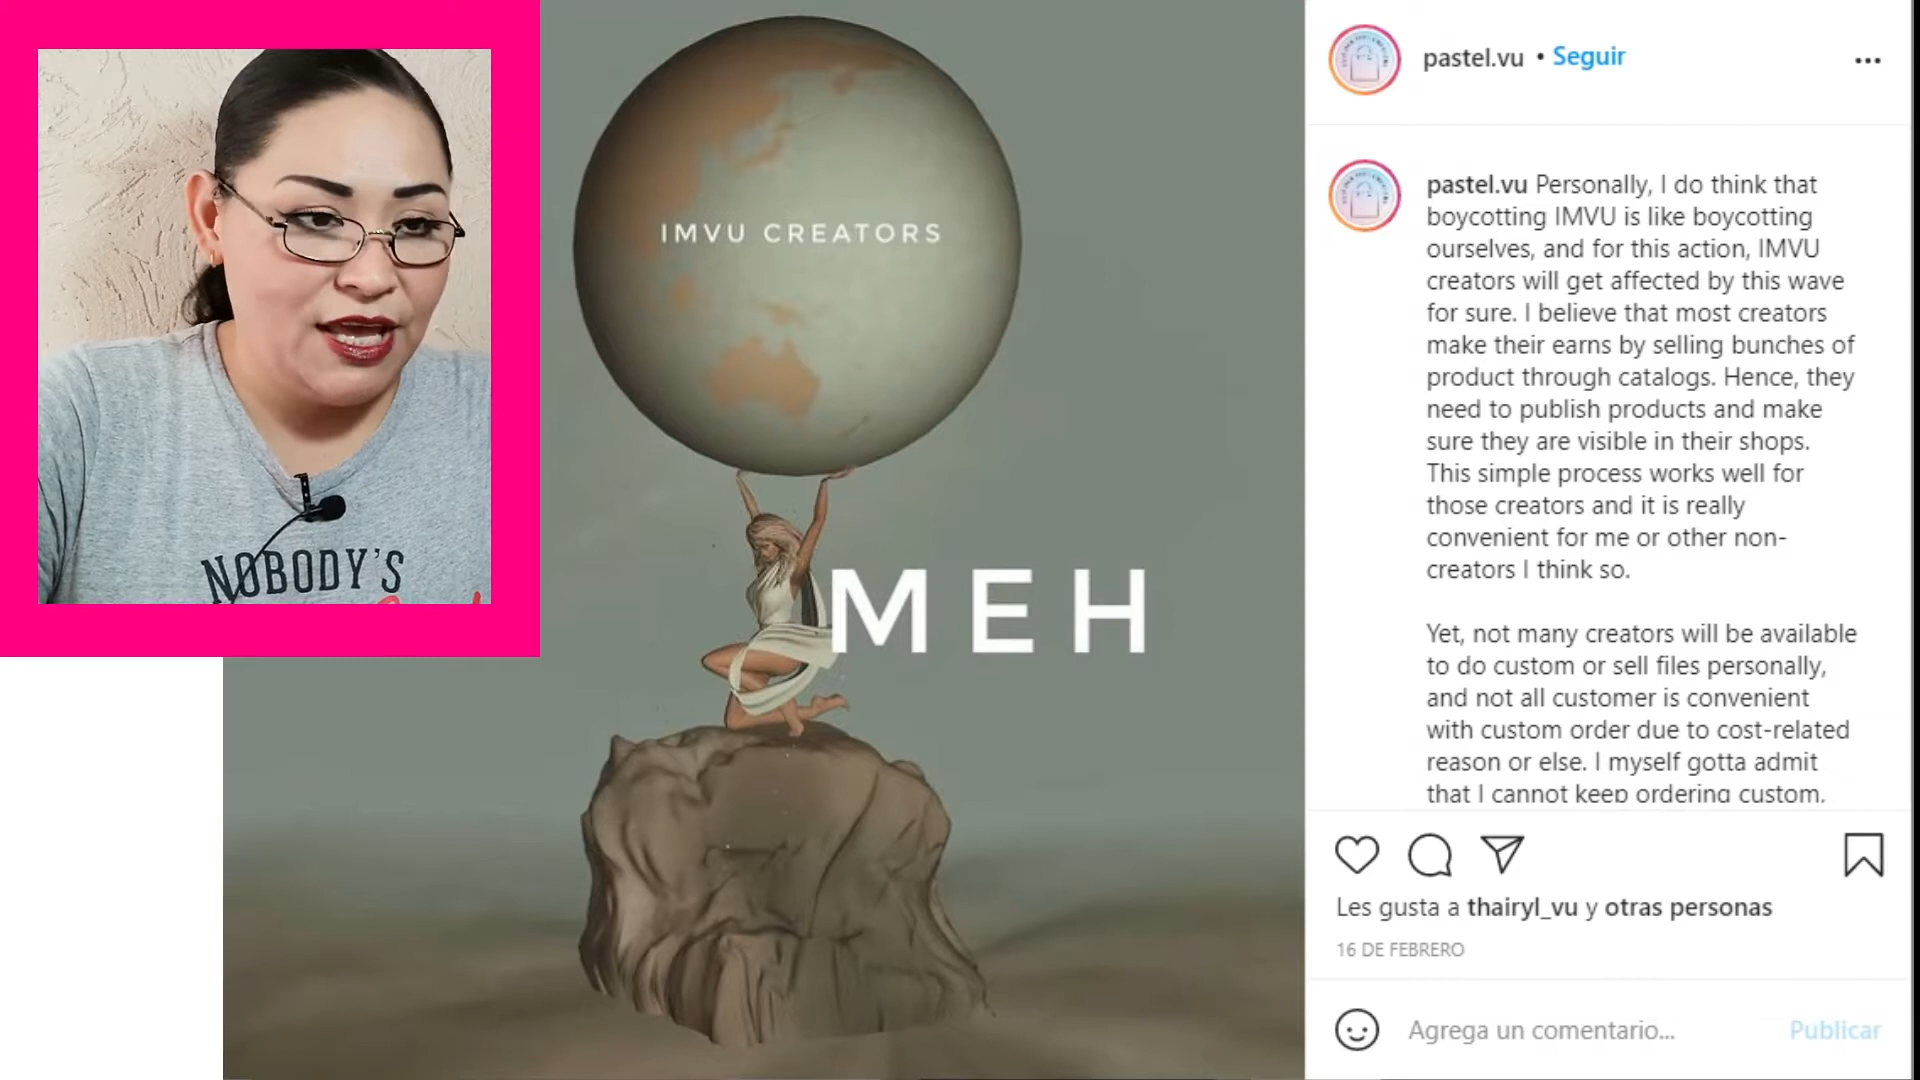 NOBODY'S
IMVU CREATORS
MEH
pastel.vu • Seguir
pastel.vu Personally, I do think that
boycotting IMVU is like boycotting
ourselves, and for this action, IMVU
creators will get affected by this wave
for sure. I believe that most creators
make their earns by selling bunches of
product through catalogs. Hence, they
need to publish products and make
sure they are visible in their shops.
This simple process works well for
those creators and it is really
convenient for me or other non-
creators I think so.
Yet, not many creators will be available
to do custom or sell files personally,
and not all customer is convenient
with custom order due to cost-related
reason or else. I myself gotta admit
that I cannot keep ordering custom.
Les gusta a thairyl_vu y otras personas
16 DE FEBRERO
Agrega un comentario...
Publicar